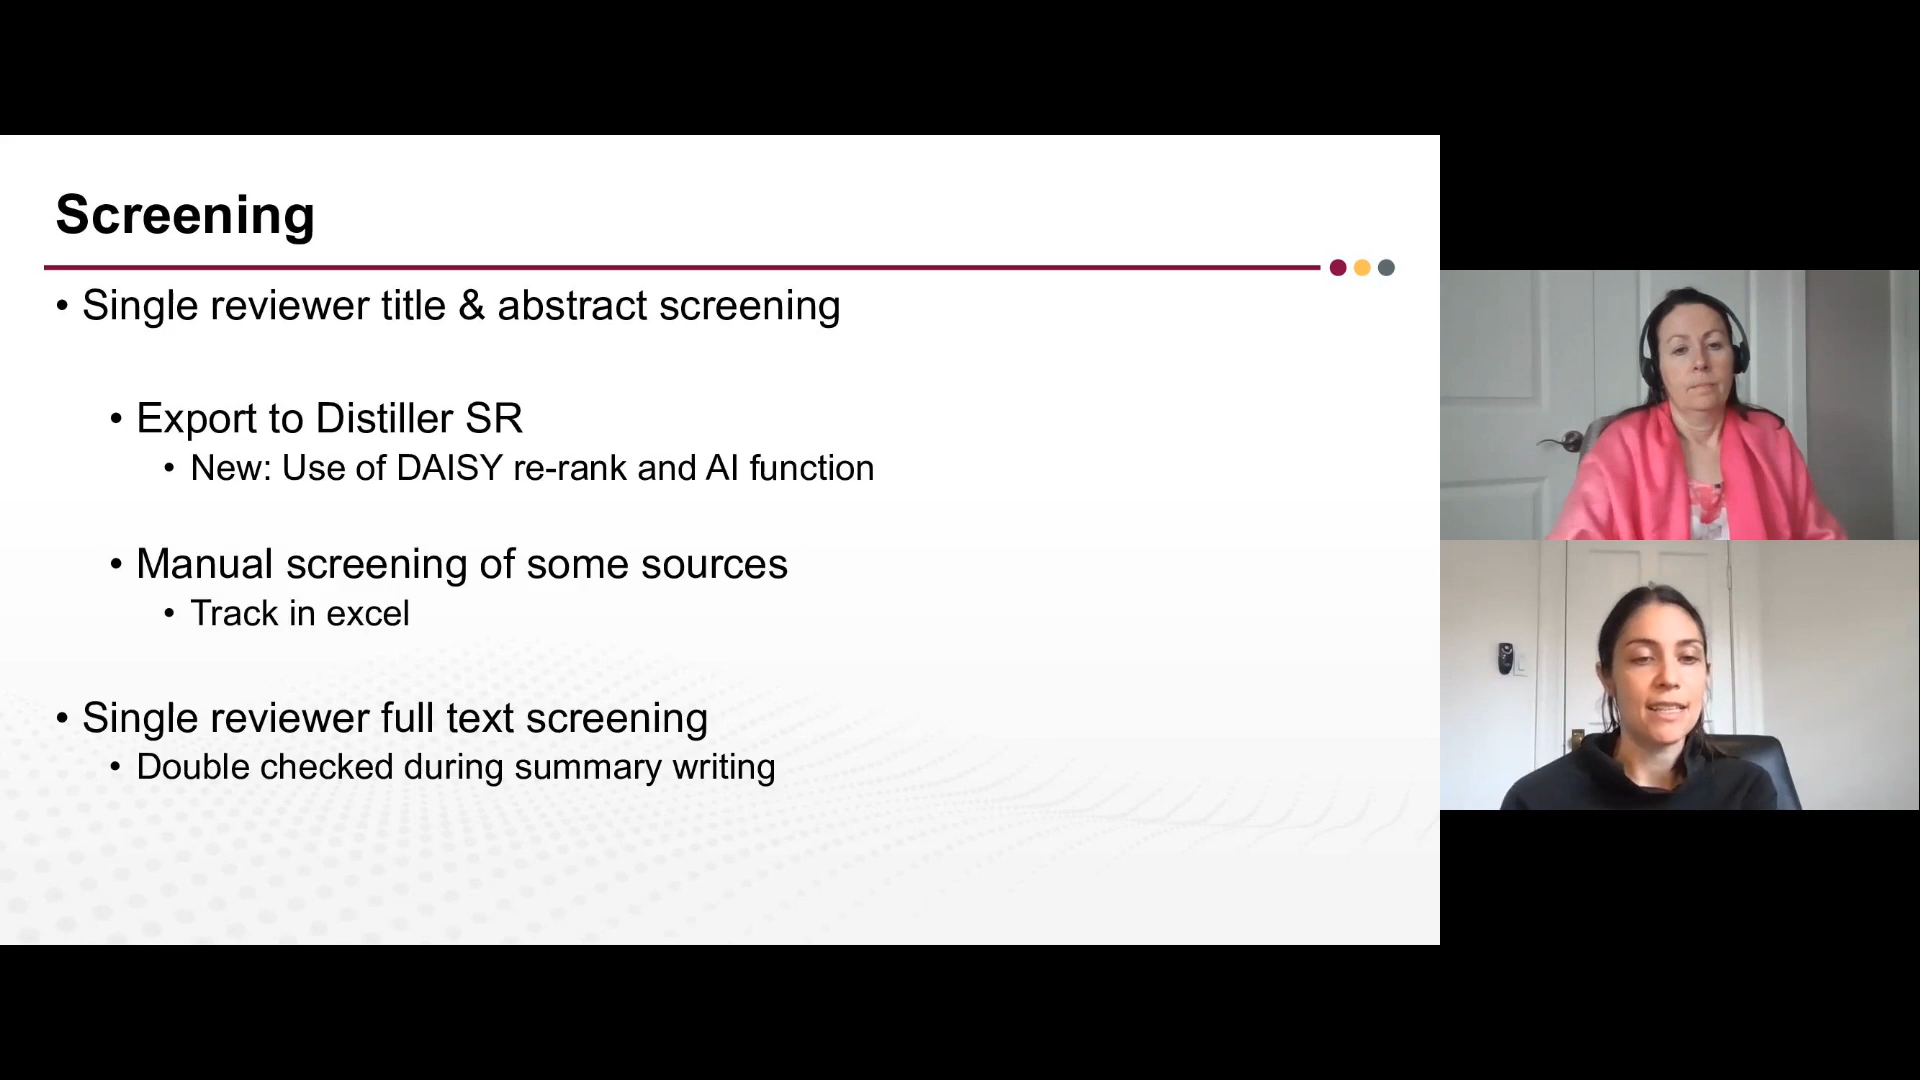 Screening
• Single reviewer title & abstract screening
• Export to Distiller SR
• New: Use of DAISY re-rank and AI function
• Manual screening of some sources
• Track in excel
• Single reviewer full text screening
• Double checked during summary writing